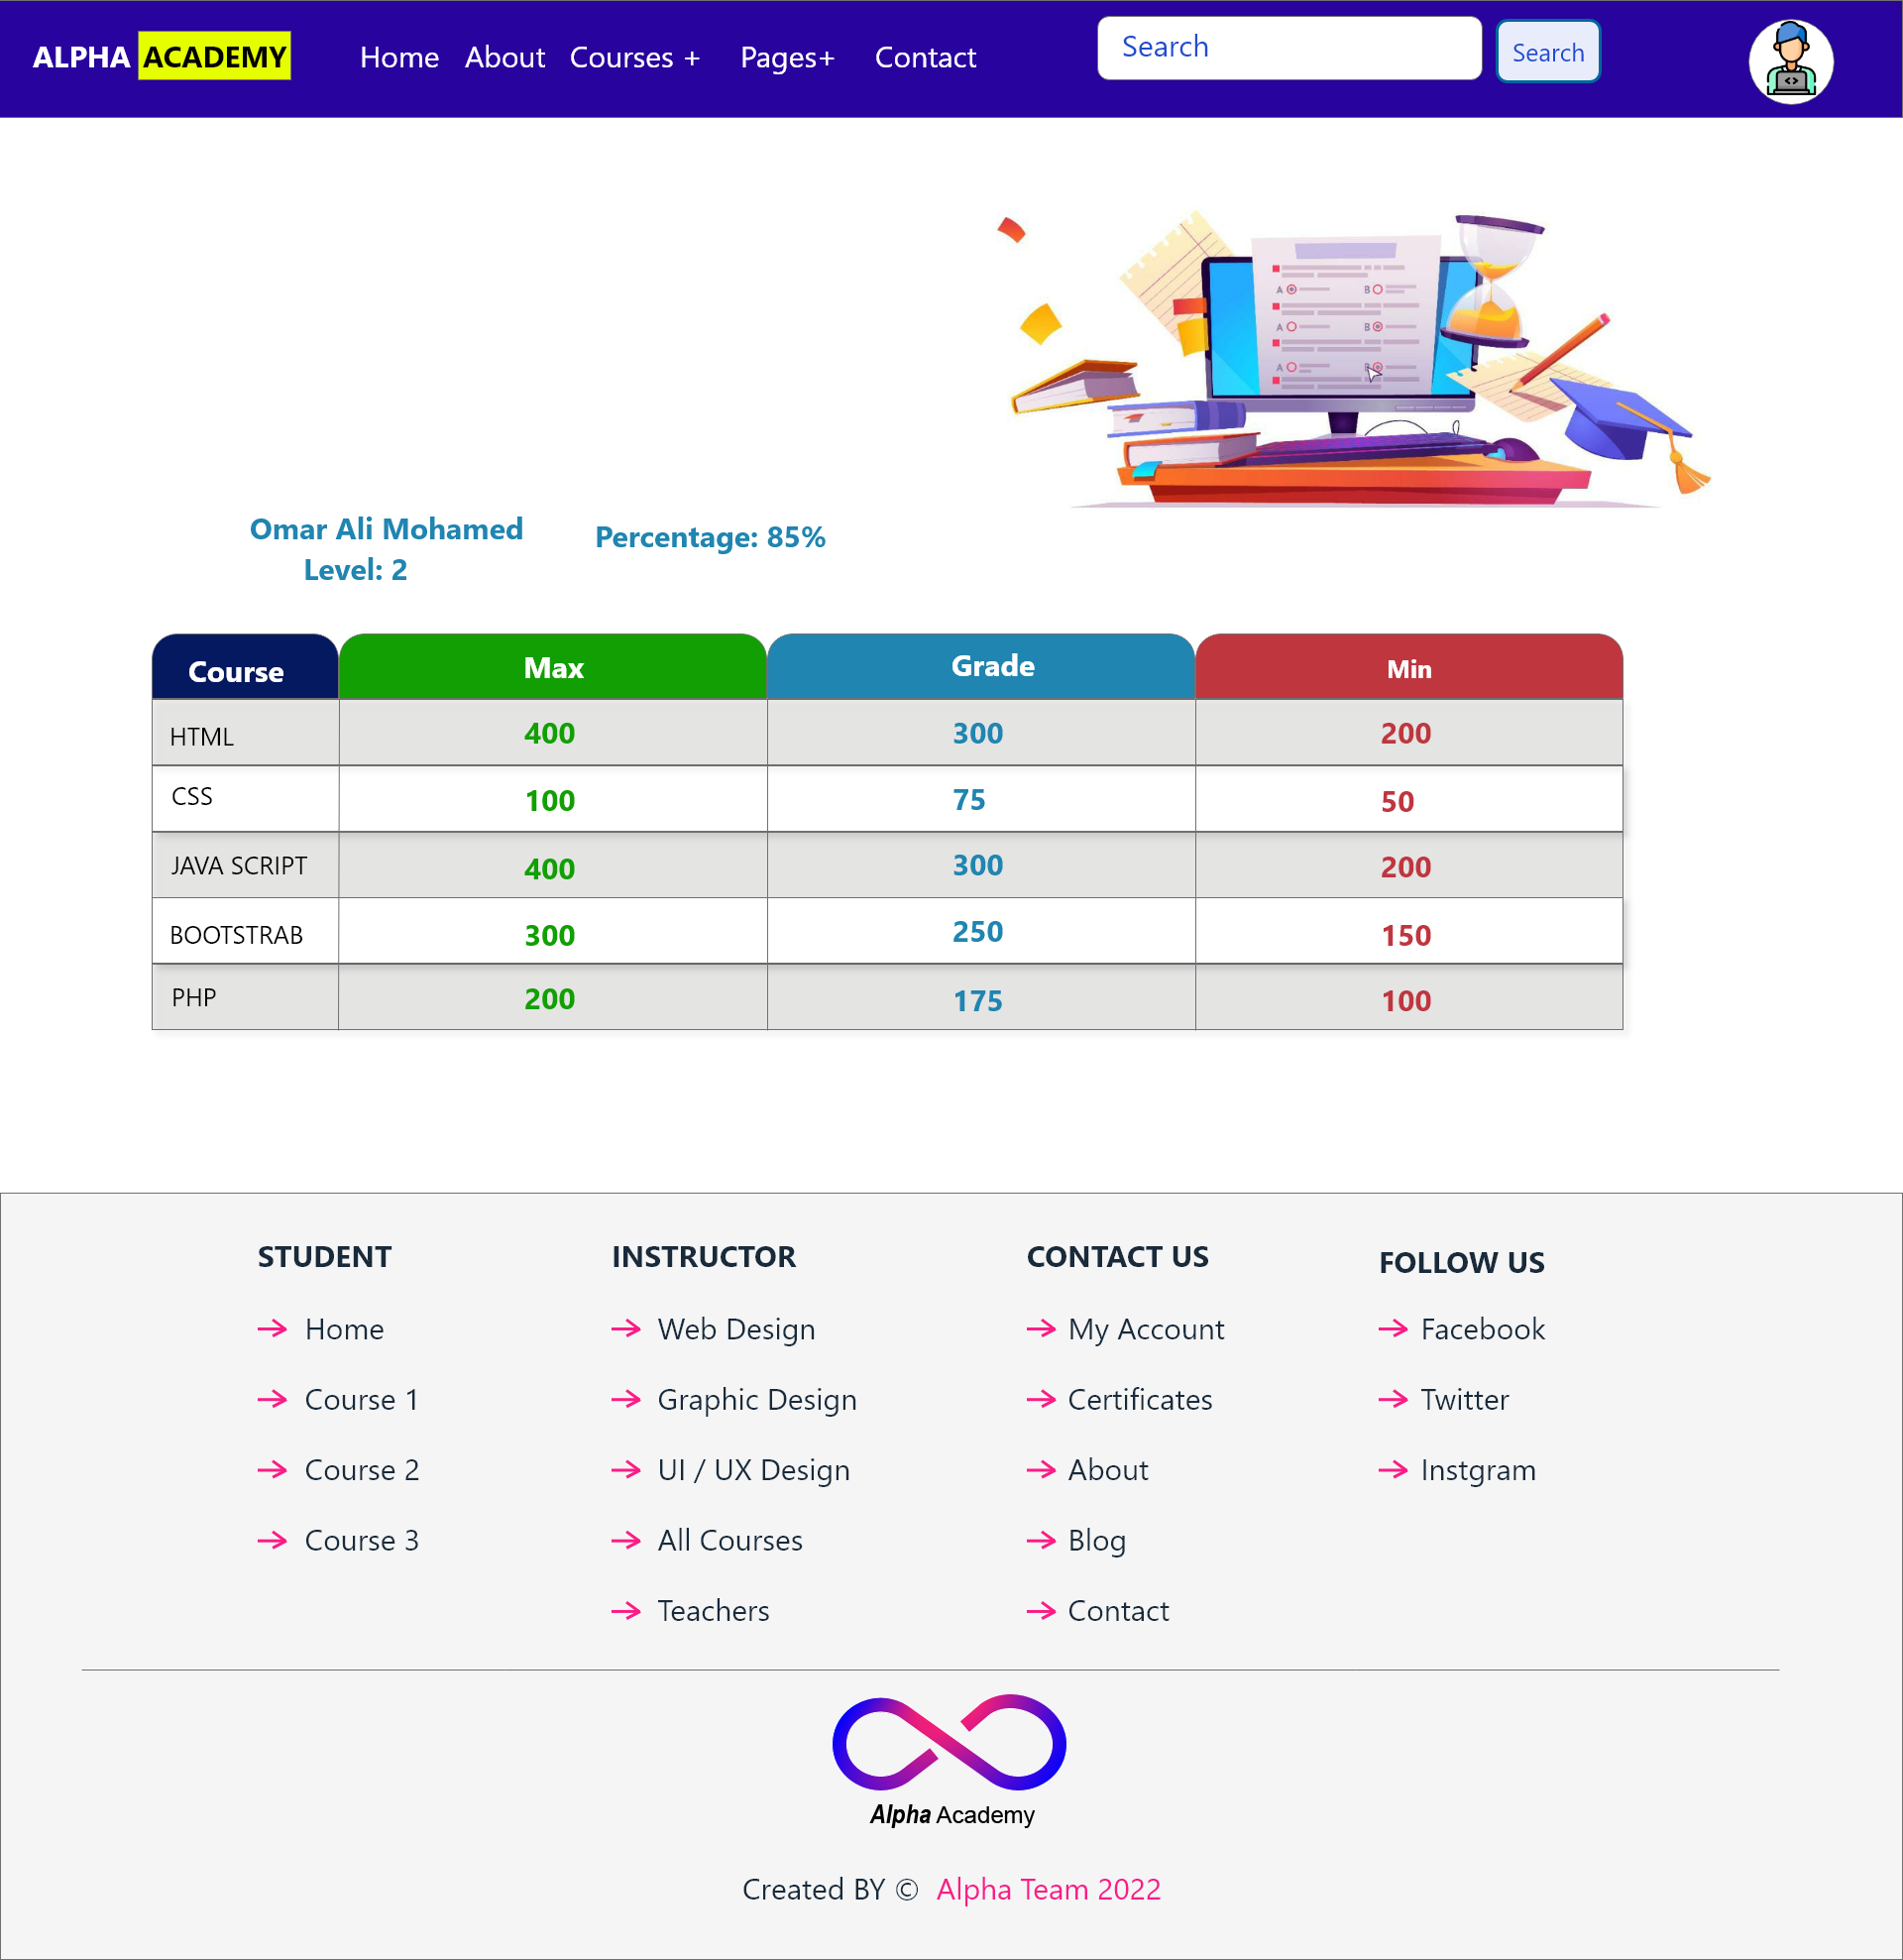 ALPHA ACADEMY Home About Courses + Pages+ Contact Search Search
A B
A B
A B
Omar Ali Mohamed Percentage: 85%
Level: 2
Course Max Grade Min
HTML 400 300 200
CSS 100 75 50
JAVA SCRIPT 400 300 200
BOOTSTRAB 300 250 150
PHP 200 175 100
STUDENT INSTRUCTOR CONTACT US FOLLOW US
Home Web Design My Account Facebook
Course 1 Graphic Design Certificates Twitter
Course 2 UI / UX Design About Instgram
Course 3 All Courses Blog
Teachers Contact
Alpha Academy
Created BY © Alpha Team 2022